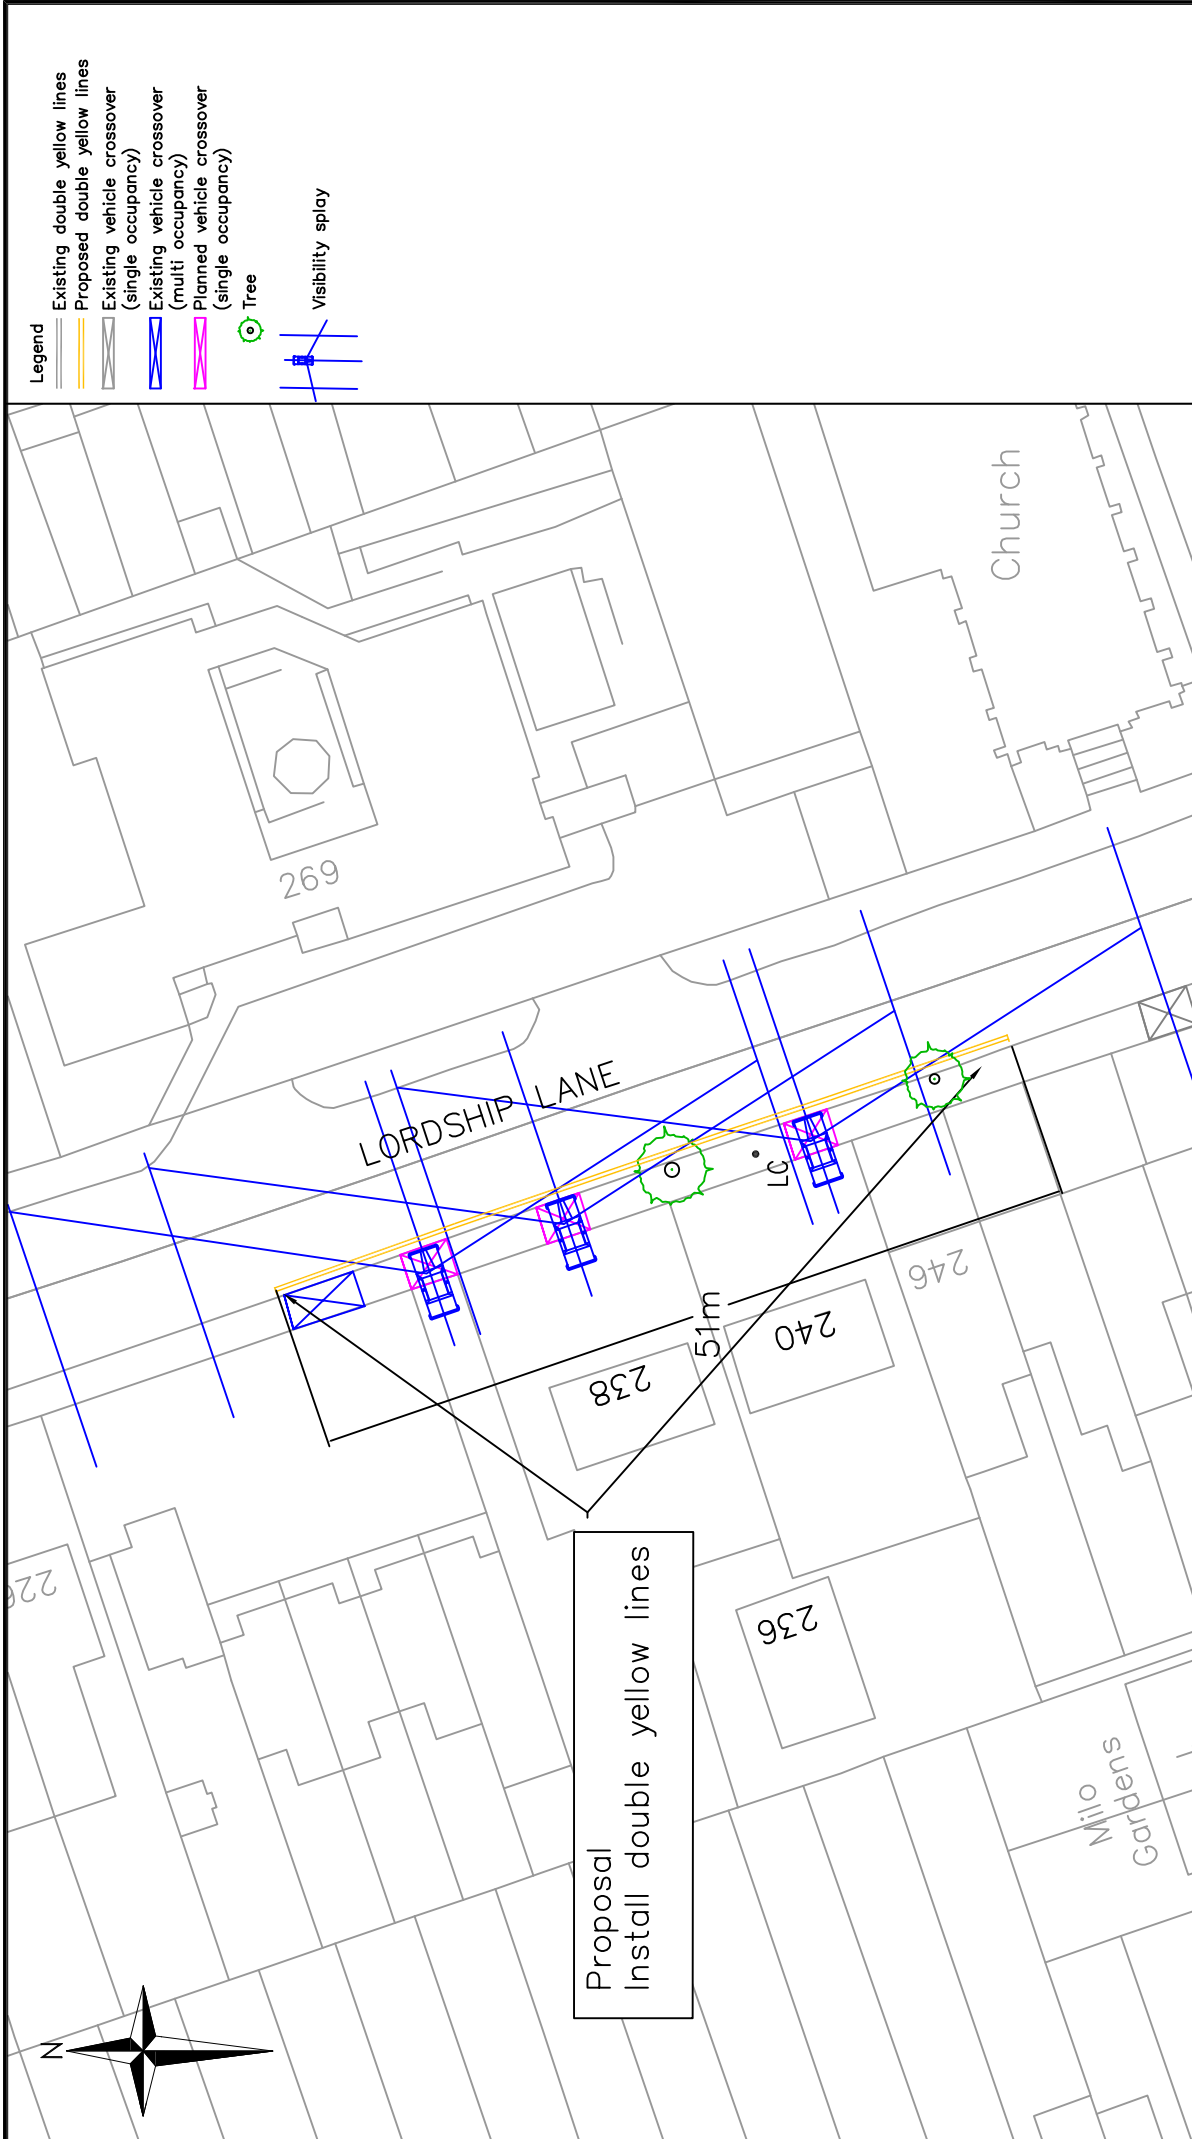 Legend
Existing double yellow lines
Proposed double yellow lines
Existing vehicle crossover
(single occupancy)
Existing vehicle crossover
(multi occupancy)
Planned vehicle crossover
(single occupancy)
Tree
Visibility splay
Church
269
LORDSHIP LANE
LC
246
240
238
51m
236
Proposal
Install double yellow lines
Milo
Gardens
N